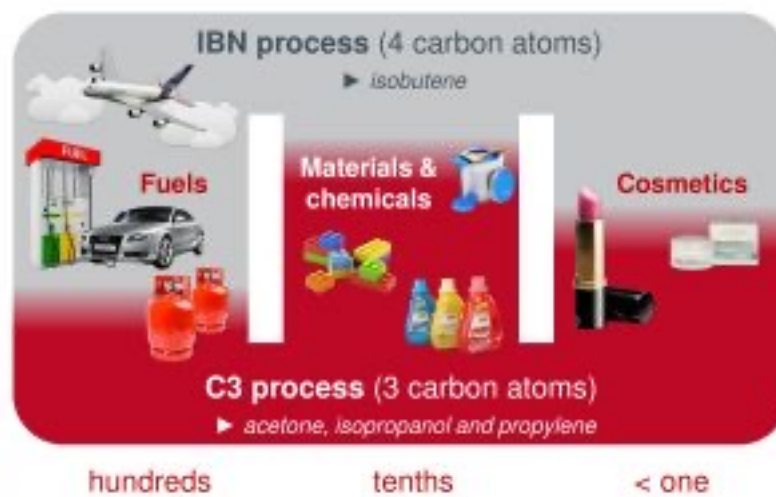 IBN process (4 carbon atoms)
► isobutene
FUEL
Fuels
Materials &
chemicals
Cosmetics
C3 process (3 carbon atoms)
► acetone, isopropanol and propylene
hundreds tenths < one